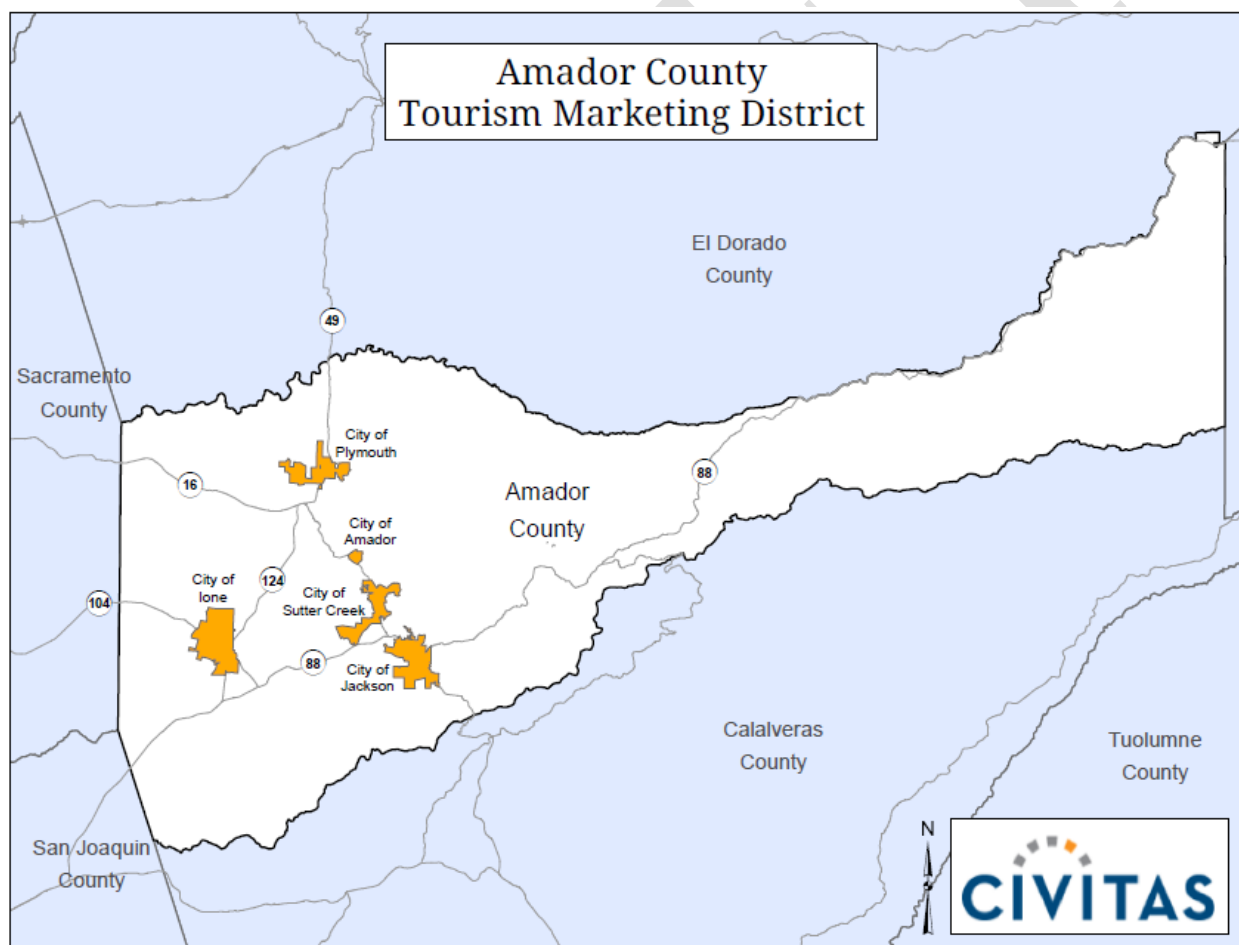 Amador County
Tourism Marketing District
El Dorado
County
49
Sacramento
County
City of
Plymouth
16
88
Amador
County
City of
Amador
124
City of
Ione
104
City of
Sutter Creek
88
City of
Jackson
Calalveras
County
Tuolumne
County
San Joaquin
County
N
CIVITAS